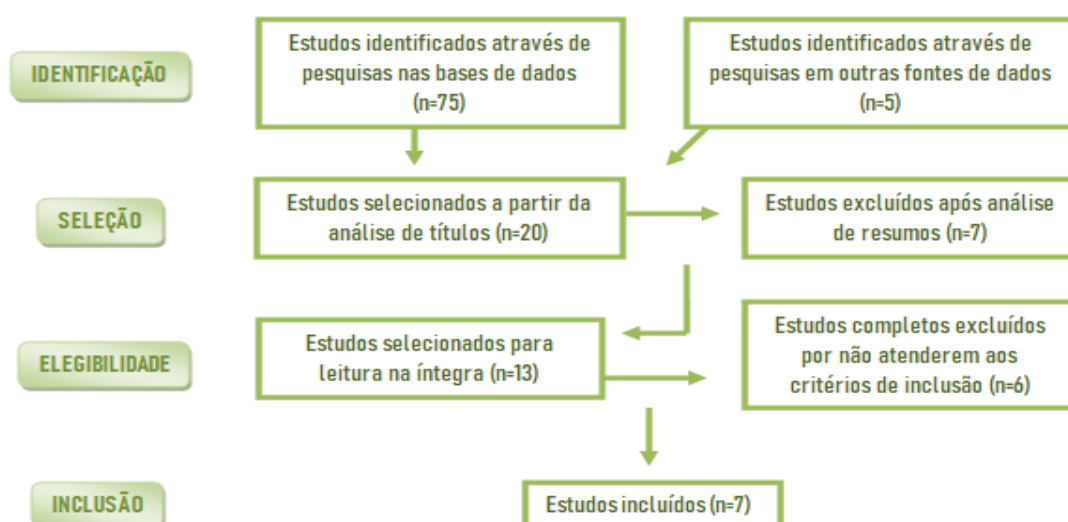 IDENTIFICAÇÃO
Estudos identificados através de
pesquisas nas bases de dados
(n=75)
Estudos identificados através de
pesquisas em outras fontes de dados
(n=5)
SELEÇÃO
Estudos selecionados a partir da
análise de títulos (n=20)
Estudos excluídos após análise
de resumos (n=7)
ELEGIBILIDADE
Estudos selecionados para
leitura na íntegra (n=13)
Estudos completos excluídos
por não atenderem aos
critérios de inclusão (n=6)
INCLUSÃO
Estudos incluídos (n=7)